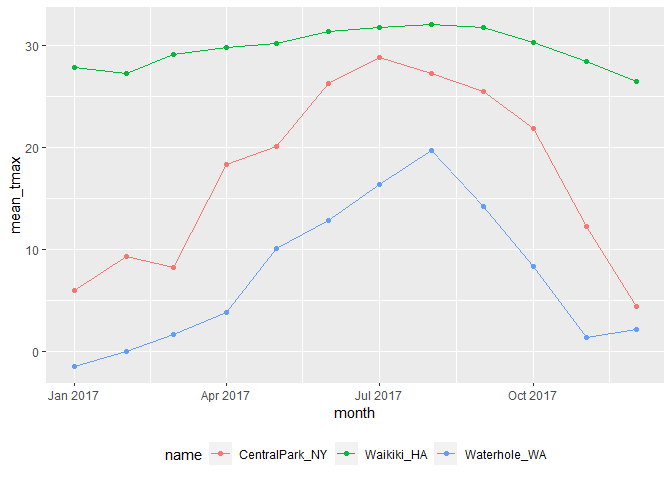 30
20
10
0
mean_tmax
Jan 2017 Apr 2017 Jul 2017 Oct 2017
month
name CentralPark_NY Waikiki_HA Waterhole_WA